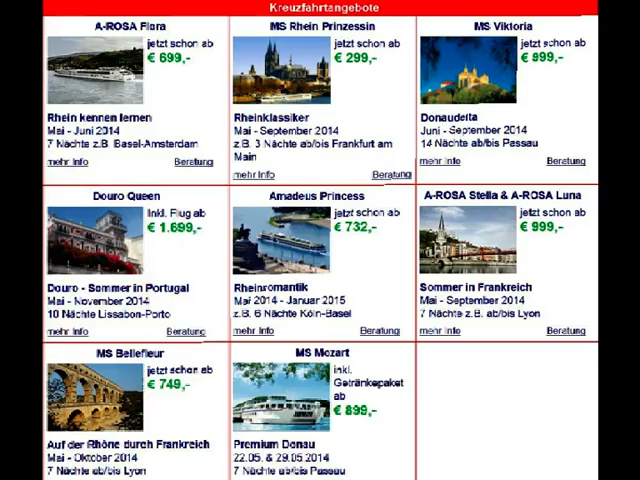 Kreuzfahrtangebote
A-ROSA Flora
jetzt schon ab
€ 699,-
Rhein kennen lernen
Mai - Juni 2014
7 Nächte z.B. Basel-Amsterdam
mehr Info
Beratung
MS Rhein Prinzessin
jetzt schon ab
€ 299,-
Rheinklassiker
Mai - September 2014
z.B. 3 Nächte ab/bis Frankfurt am
Main
mehr Info
Beratung
MS Viktoria
jetzt schon ab
€ 999,-
Donaudelta
Juni - September 2014
14 Nächte ab/bis Passau
mehr Info
Beratung
Douro Queen
Inkl. Flug ab
€ 1.699,-
Douro - Sommer in Portugal
Mai - November 2014
10 Nächte Lissabon-Porto
mehr Info
Beratung
Amadeus Princess
jetzt schon ab
€ 732,-
Rheinromantik
Mai 2014 - Januar 2015
z.B. 6 Nächte Köln-Basel
mehr Info
Beratung
A-ROSA Stella & A-ROSA Luna
jetzt schon ab
€ 999,-
Sommer in Frankreich
Mai - September 2014
7 Nächte z.B. ab/bis Lyon
mehr Info
Beratung
MS Bellefleur
jetzt schon ab
€ 749,-
Auf der Rhône durch Frankreich
Mai - Oktober 2014
7 Nächte ab/bis Lyon
MS Mozart
inkl.
Getränkepaket
ab
€ 899,-
Premium Donau
22.05. & 29.05 2014
7 Nächte ab/bis Passau